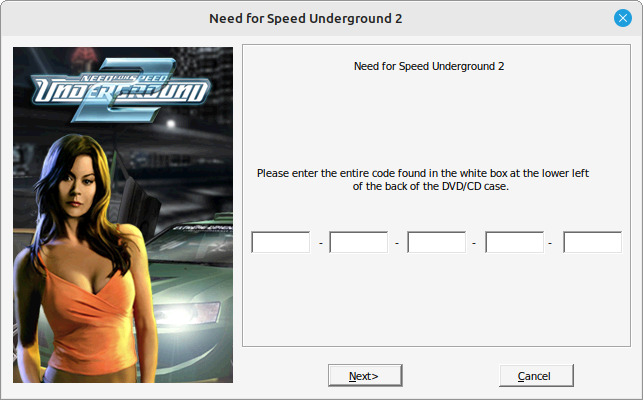 Need for Speed Underground 2
NEED FOR SPEED
UNDERGROUND
2
Need for Speed Underground 2
Please enter the entire code found in the white box at the lower left
of the back of the DVD/CD case.
- - - -
Next>
Cancel